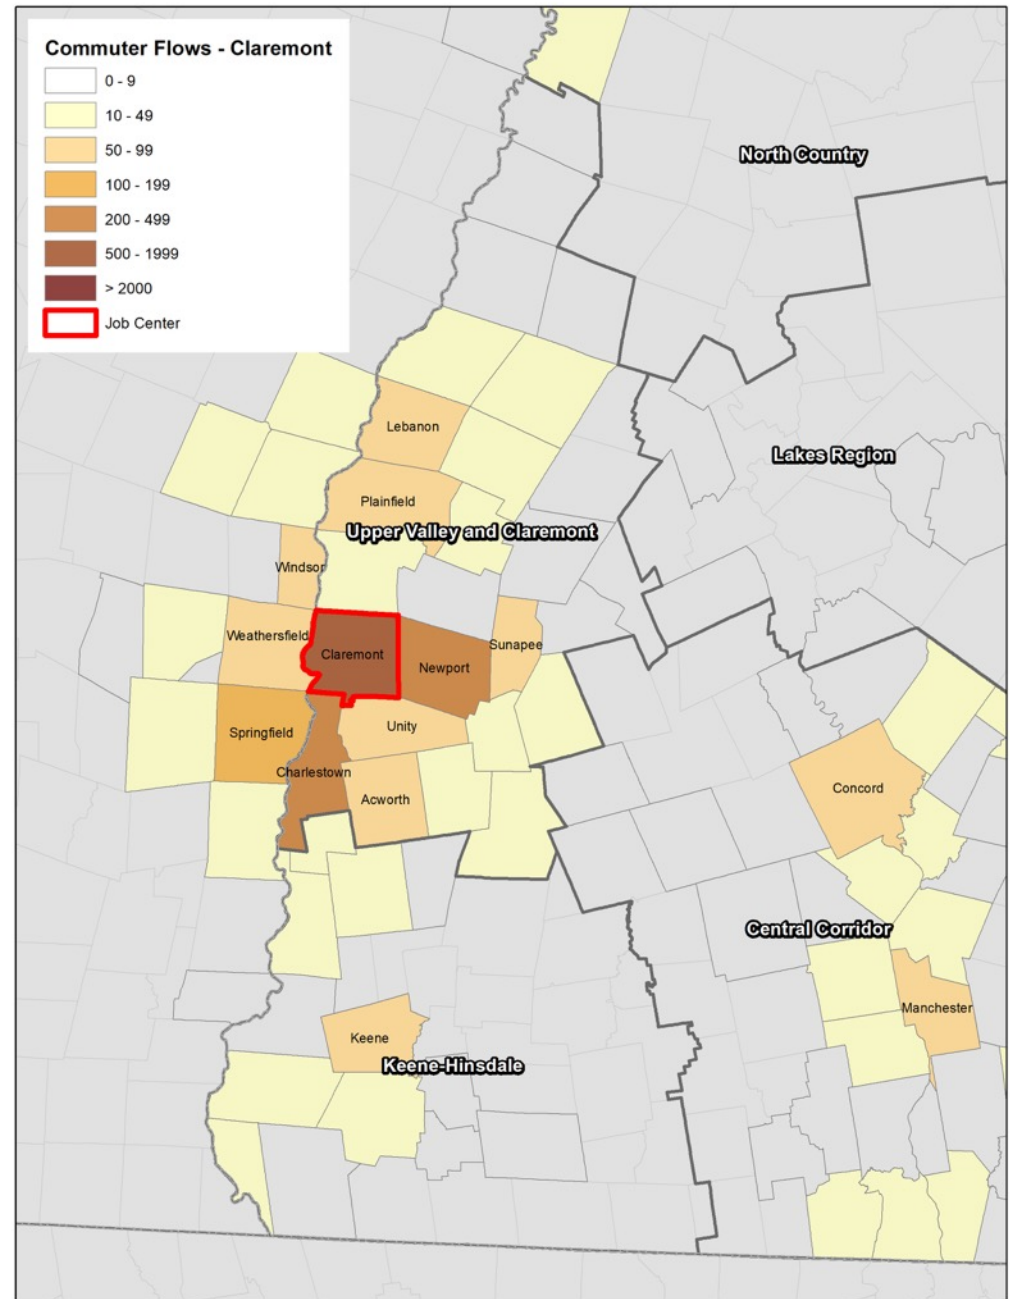 Commuter Flows - Claremont
0 - 9
10 - 49
50 - 99
100 - 199
200 - 499
500 - 1999
> 2000
Job Center
North Country
Lebanon
Lakes Region
Plainfield
Upper Valley and Claremont
Windsor
Weathersfield
Claremont
Newport
Sunapee
Springfield
Unity
Charlestown
Acworth
Concord
Central Corridor
Manchester
Keene
Keene-Hinsdale